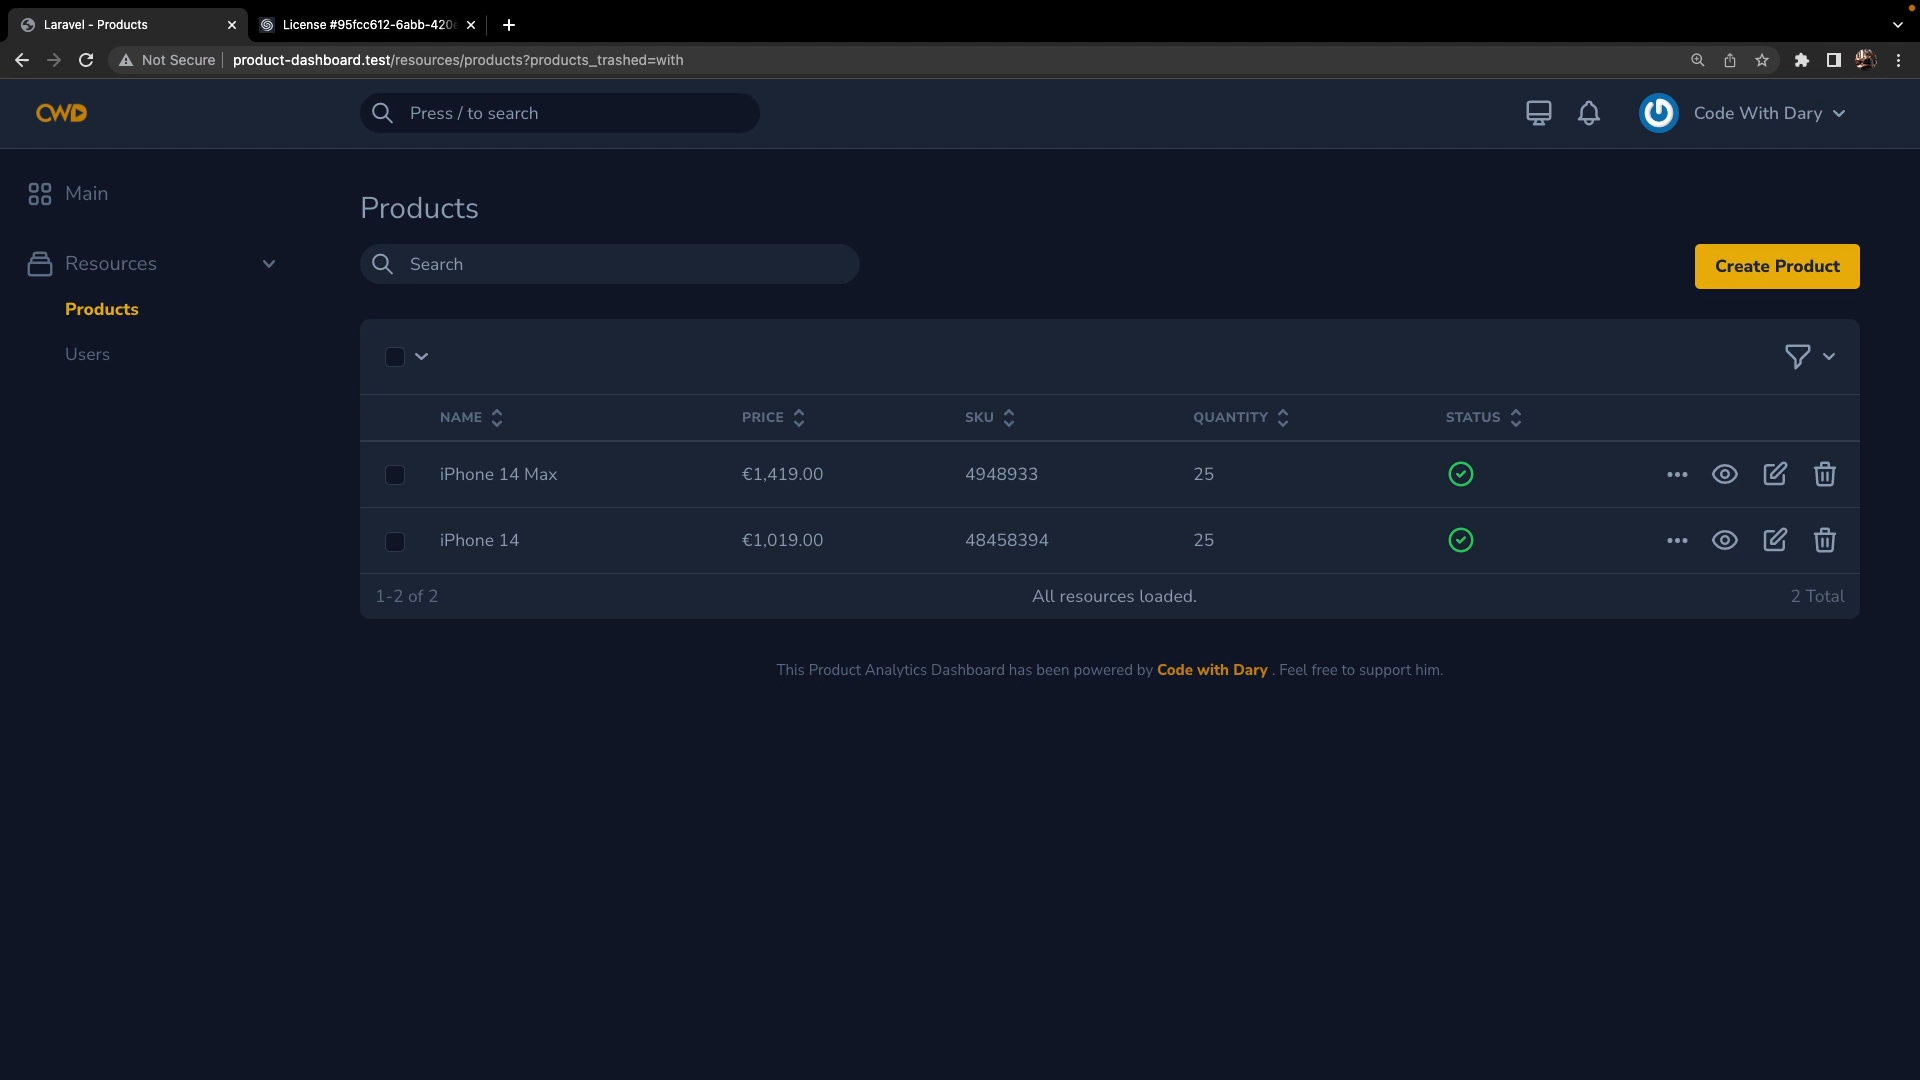 Laravel - Products
License #95fcc612-6abb-420
Not Secure
product-dashboard.test/resources/products?products_trashed=with
CWD
Press / to search
Code With Dary
Main
Resources
Products
Users
Products
Search
Create Product
NAME PRICE SKU QUANTITY STATUS
iPhone 14 Max €1,419.00 4948933 25
iPhone 14 €1,019.00 48458394 25
1-2 of 2 All resources loaded. 2 Total
This Product Analytics Dashboard has been powered by Code with Dary . Feel free to support him.